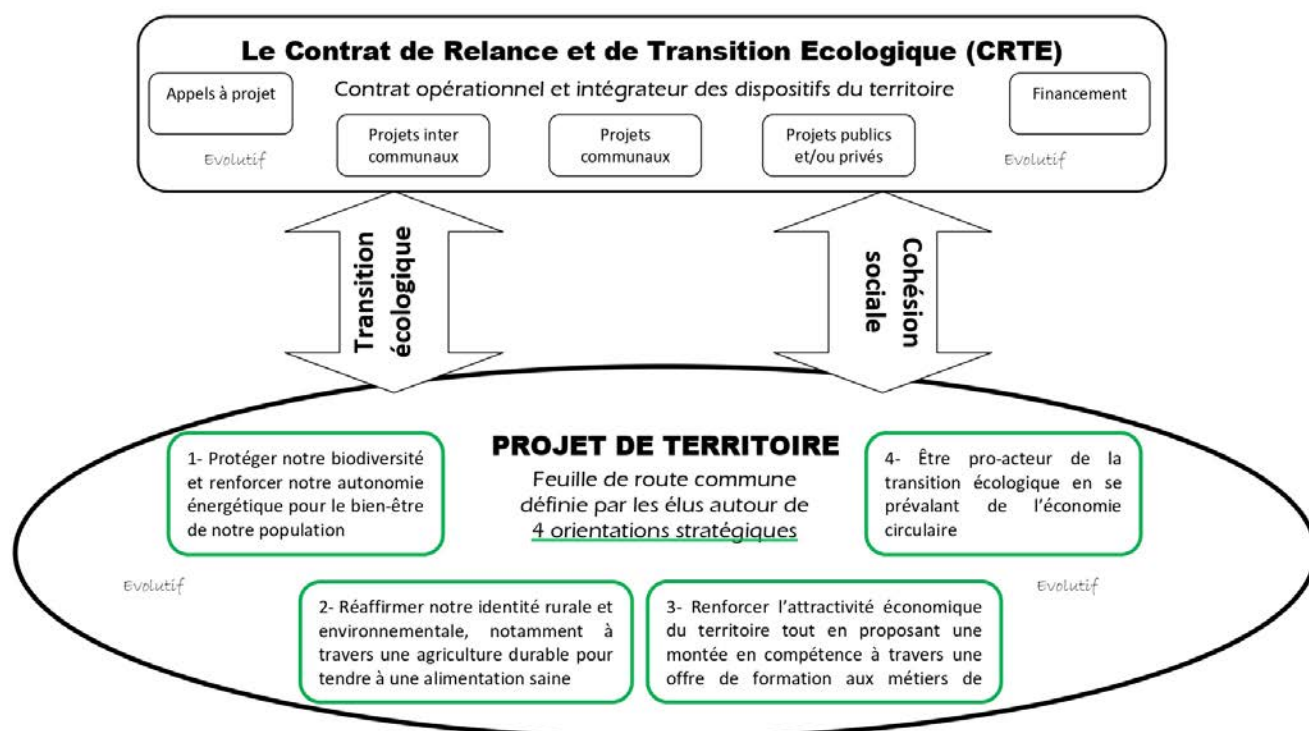 Le Contrat de Relance et de Transition Ecologique (CRTE)
Appels à projet
Contrat opérationnel et intégrateur des dispositifs du territoire
Financement
Projets inter
communaux
Projets
communaux
Projets publics
et/ou privés
Evolutif
Evolutif
Transition
écologique
Cohésion
sociale
PROJET DE TERRITOIRE
Feuille de route commune
définie par les élus autour de
4 orientations stratégiques
1- Protéger notre biodiversité
et renforcer notre autonomie
énergétique pour le bien-être
de notre population
4- Être pro-acteur de la
transition écologique en se
prévalant de l’économie
circulaire
Evolutif
Evolutif
2- Réaffirmer notre identité rurale et
environnementale, notamment à
travers une agriculture durable pour
tendre à une alimentation saine
3- Renforcer l’attractivité économique
du territoire tout en proposant une
montée en compétence à travers une
offre de formation aux métiers de